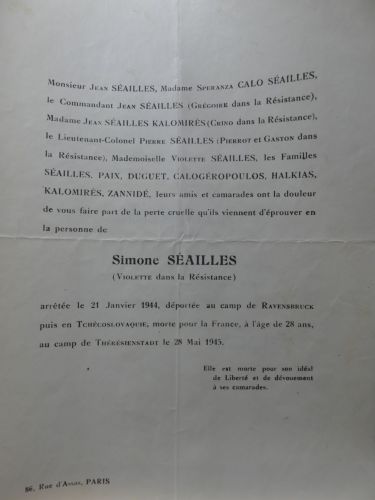 Monsieur JEAN SÉAILLES, Madame SPERANZA CALO SÉAILLES,
le Commandant JEAN SÉAILLES (GRÉGOIRE dans la Résistance),
Madame JEAN SÉAILLES KALOMIRÈS (CRINO dans la Résistance),
le Lieutenant-Colonel PIERRE SÉAILLES (PIERROT et GASTON dans
la Résistance), Mademoiselle VIOLETTE SÉAILLES, les Familles
SÉAILLES, PAIX, DUGUET, CALOGÉROPOULOS, HALKIAS,
KALOMIRÈS, ZANNIDÉ, leurs amis et camarades ont la douleur
de vous faire part de la perte cruelle qu'ils viennent d'éprouver en
la personne de
Simone SÉAILLES
(VIOLETTE dans la Résistance)
arrêtée le 21 Janvier 1944, déportée au camp de RAVENSBRUCK
puis en TCHÉCOSLOVAQUIE, morte pour la France, à l'âge de 28 ans,
au camp de THÉRÉSIENSTADT le 28 Mai 1945.
Elle est morte pour son idéal
de Liberté et de dévouement
à ses camarades.
86, Rue d'Assas, PARIS